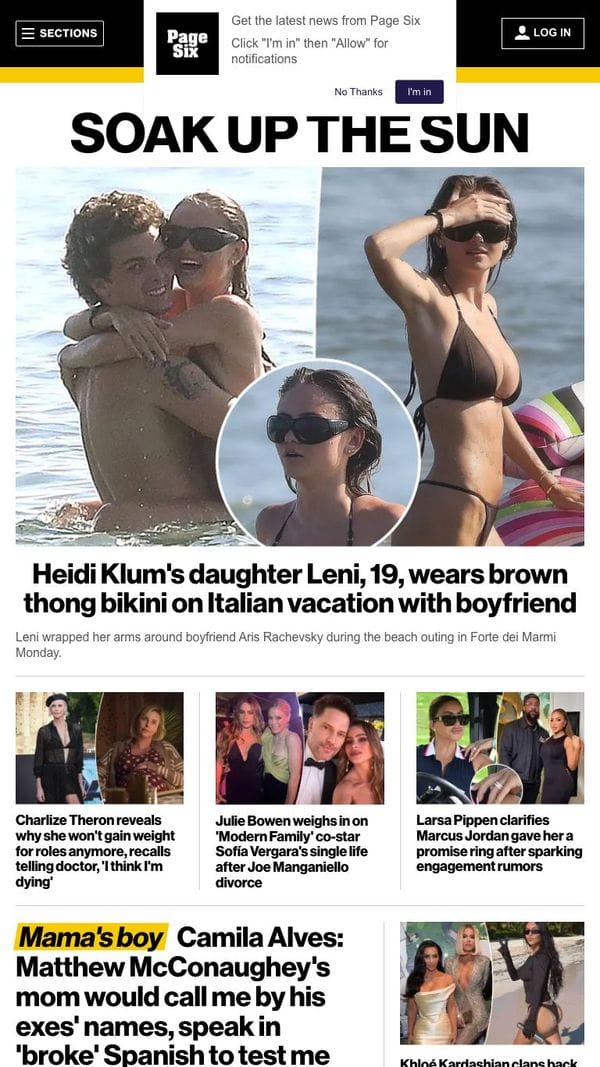 SECTIONS
Page
Six
Get the latest news from Page Six
Click "I'm in" then "Allow" for
notifications
No Thanks
I'm in
LOG IN
SOAK UP THE SUN
Heidi Klum's daughter Leni, 19, wears brown
thong bikini on Italian vacation with boyfriend
Leni wrapped her arms around boyfriend Aris Rachevsky during the beach outing in Forte dei Marmi
Monday.
Charlize Theron reveals
why she won't gain weight
for roles anymore, recalls
telling doctor, 'I think I'm
dying'
Julie Bowen weighs in on
'Modern Family' co-star
Sofía Vergara's single life
after Joe Manganiello
divorce
Larsa Pippen clarifies
Marcus Jordan gave her a
promise ring after sparking
engagement rumors
Mama's boy Camila Alves:
Matthew McConaughey's
mom would call me by his
exes' names, speak in
'broke' Spanish to test me
Khloé Kardashian claps back